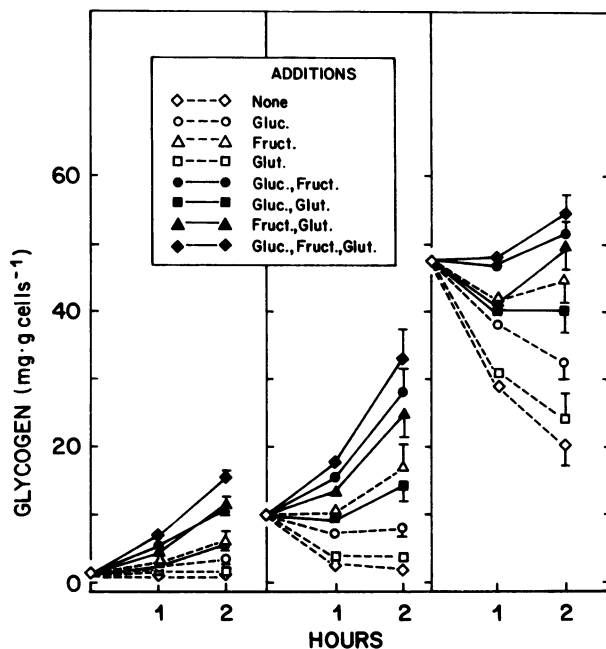 ADDITIONS
None
Gluc.
Fruct.
Glut.
Gluc., Fruct.
Gluc., Glut.
Fruct., Glut.
Gluc., Fruct., Glut.
GLYCOGEN (mg·g cells⁻¹)
60
40
20
0
1 2 1 2 1 2
HOURS